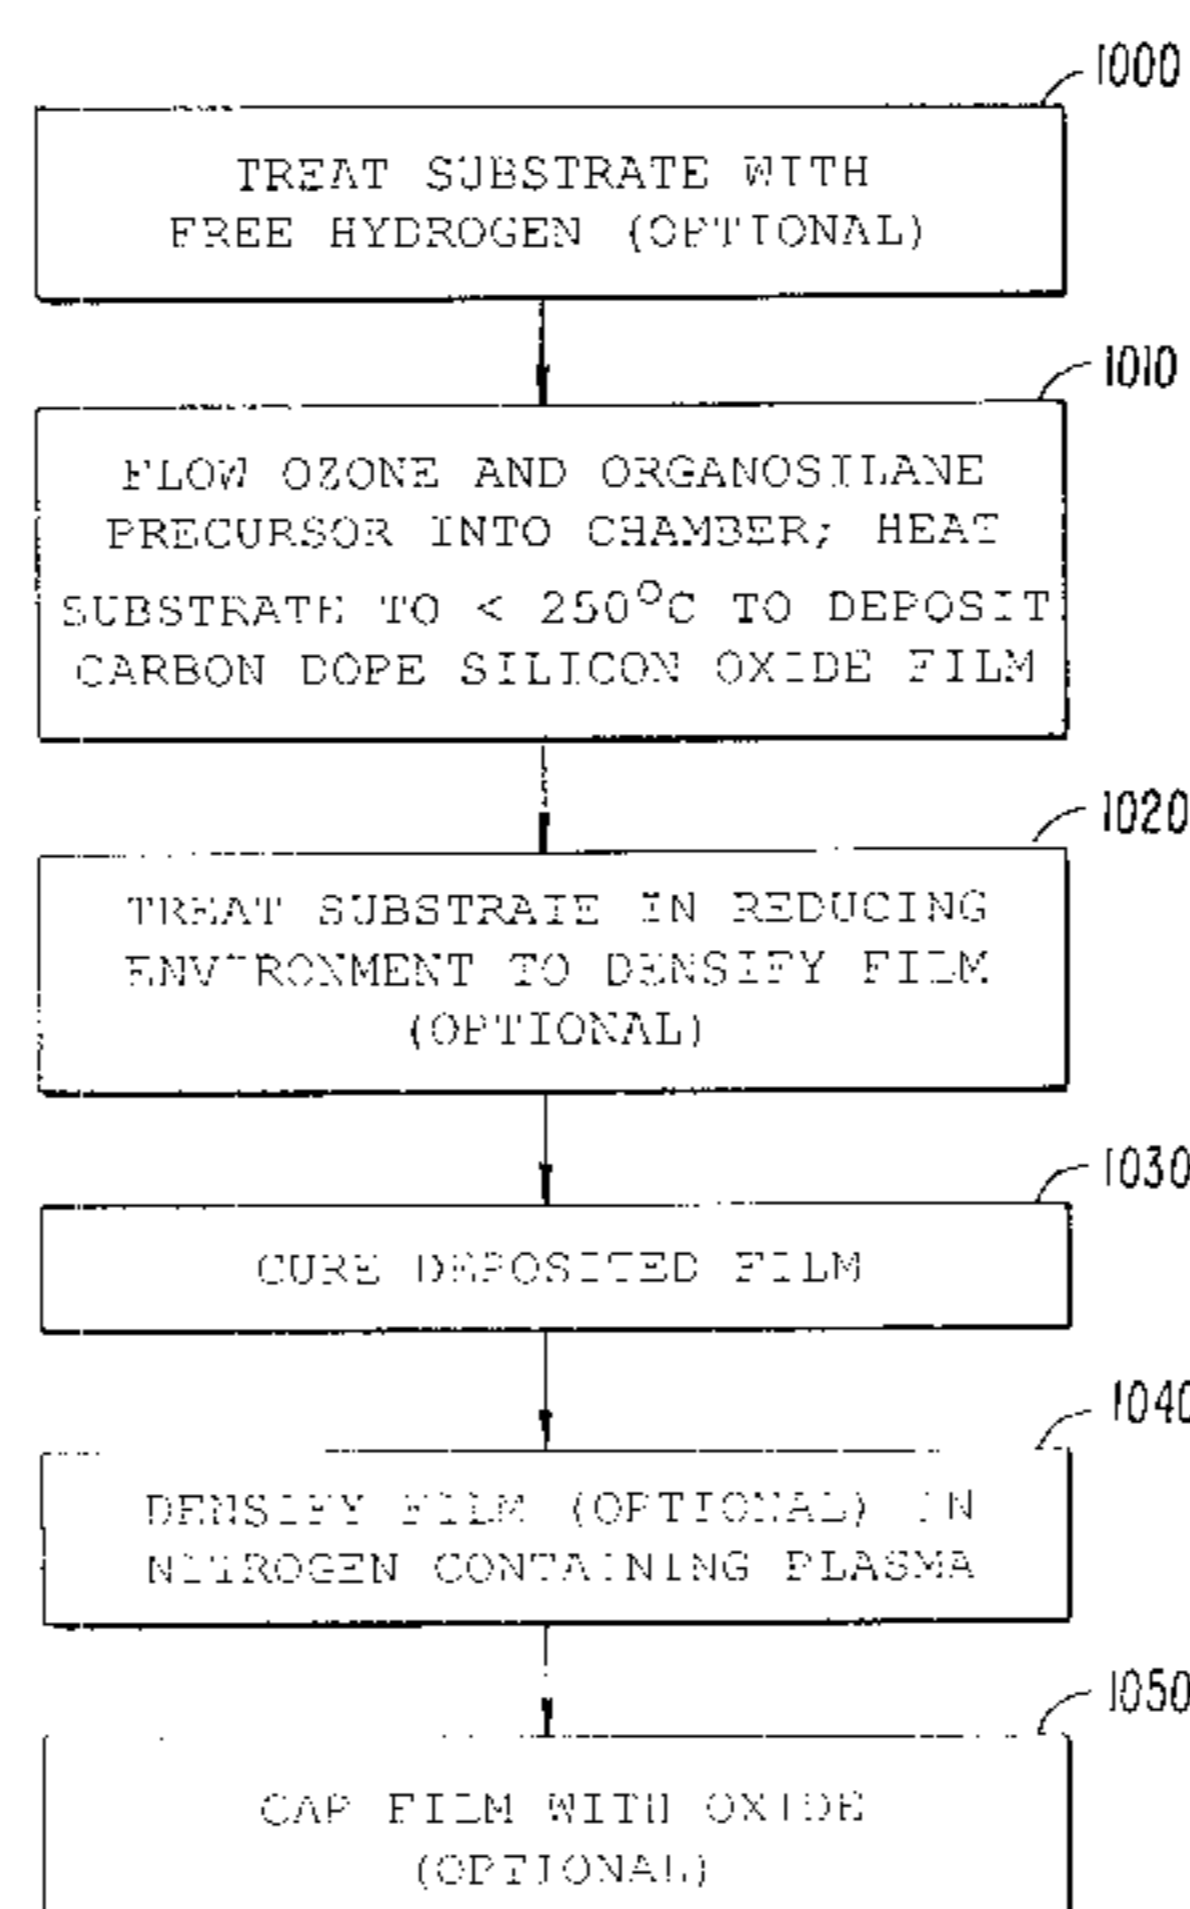 1000
TREAT SUBSTRATE WITH
FREE HYDROGEN (OPTIONAL)
1010
FLOW OZONE AND ORGANOSILANE
PRECURSOR INTO CHAMBER; HEAT
SUBSTRATE TO < 250°C TO DEPOSIT
CARBON DOPE SILICON OXIDE FILM
1020
TREAT SUBSTRATE IN REDUCING
ENVIRONMENT TO DENSIFY FILM
(OPTIONAL)
1030
CURE DEPOSITED FILM
1040
DENSIFY FILM (OPTIONAL) IN
NITROGEN CONTAINING PLASMA
1050
CAP FILM WITH OXIDE
(OPTIONAL)